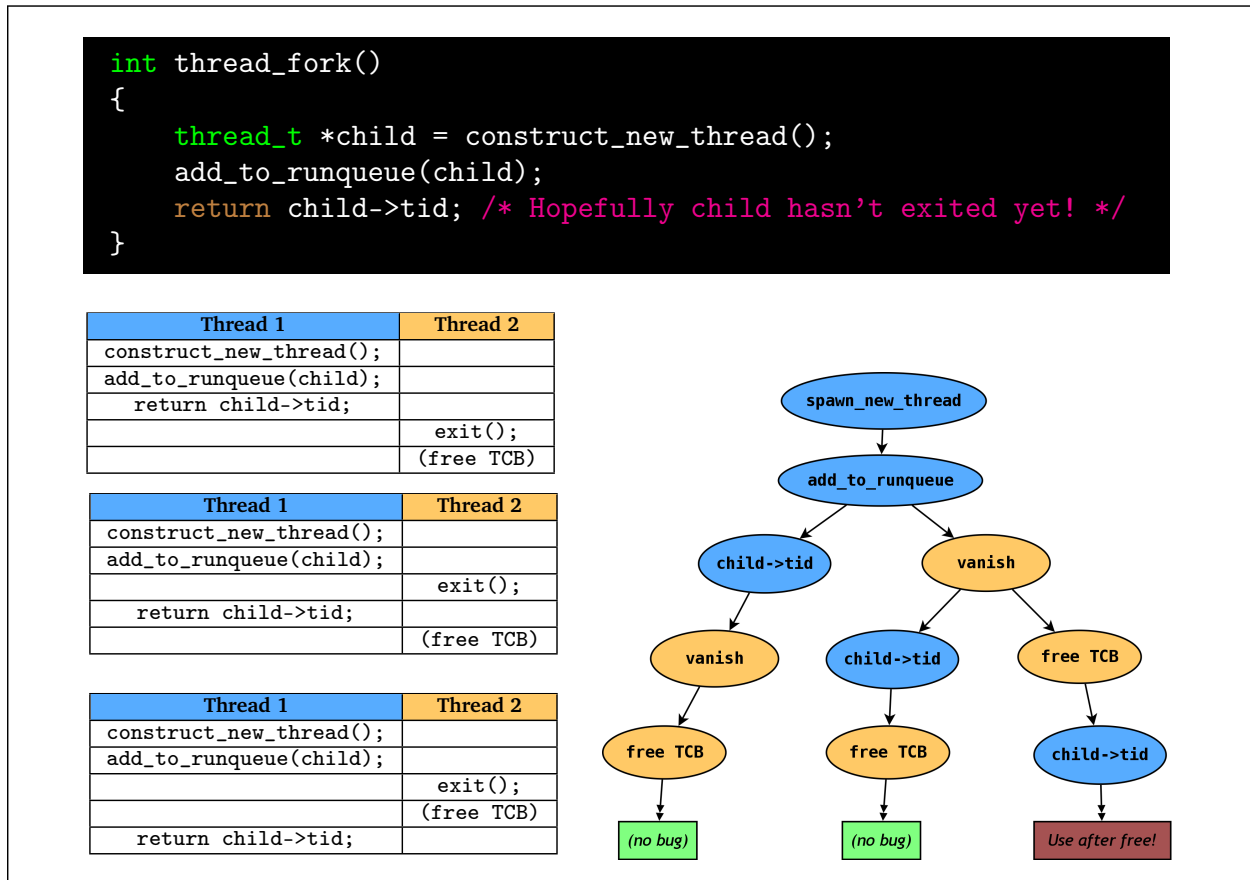 int thread_fork()
{
thread_t *child = construct_new_thread();
add_to_runqueue(child);
return child->tid; /* Hopefully child hasn't exited yet! */
}
Thread 1 Thread 2
construct_new_thread();
add_to_runqueue(child);
return child->tid;
exit();
(free TCB)
Thread 1 Thread 2
construct_new_thread();
add_to_runqueue(child);
exit();
return child->tid;
(free TCB)
Thread 1 Thread 2
construct_new_thread();
add_to_runqueue(child);
exit();
(free TCB)
return child->tid;
spawn_new_thread
add_to_runqueue
child->tid vanish
vanish child->tid free TCB
free TCB free TCB child->tid
(no bug) (no bug) Use after free!